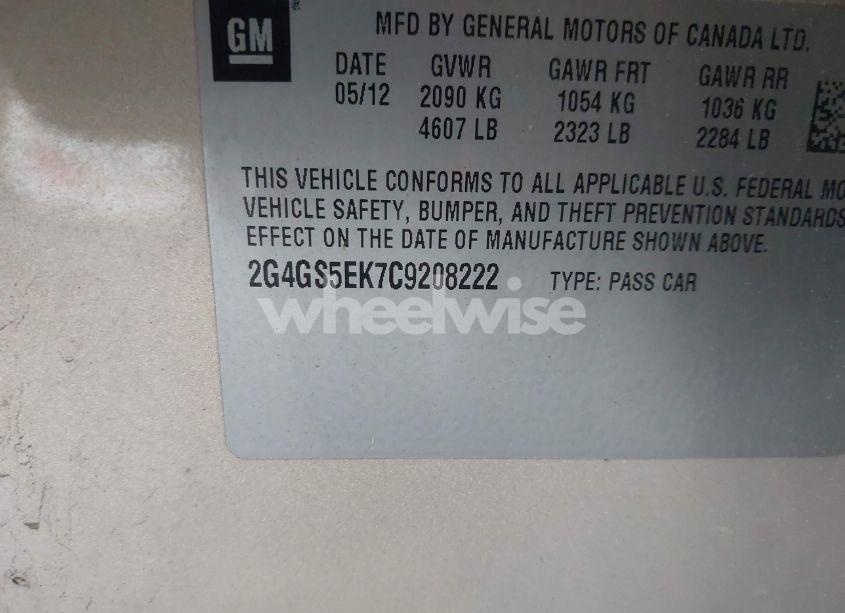 GM
MFD BY GENERAL MOTORS OF CANADA LTD.
DATE GVWR GAWR FRT GAWR RR
05/12 2090 KG 1054 KG 1036 KG
4607 LB 2323 LB 2284 LB
THIS VEHICLE CONFORMS TO ALL APPLICABLE U.S. FEDERAL MO
VEHICLE SAFETY, BUMPER, AND THEFT PREVENTION STANDARDS
EFFECT ON THE DATE OF MANUFACTURE SHOWN ABOVE.
2G4GS5EK7C9208222 TYPE: PASS CAR
wheelwise